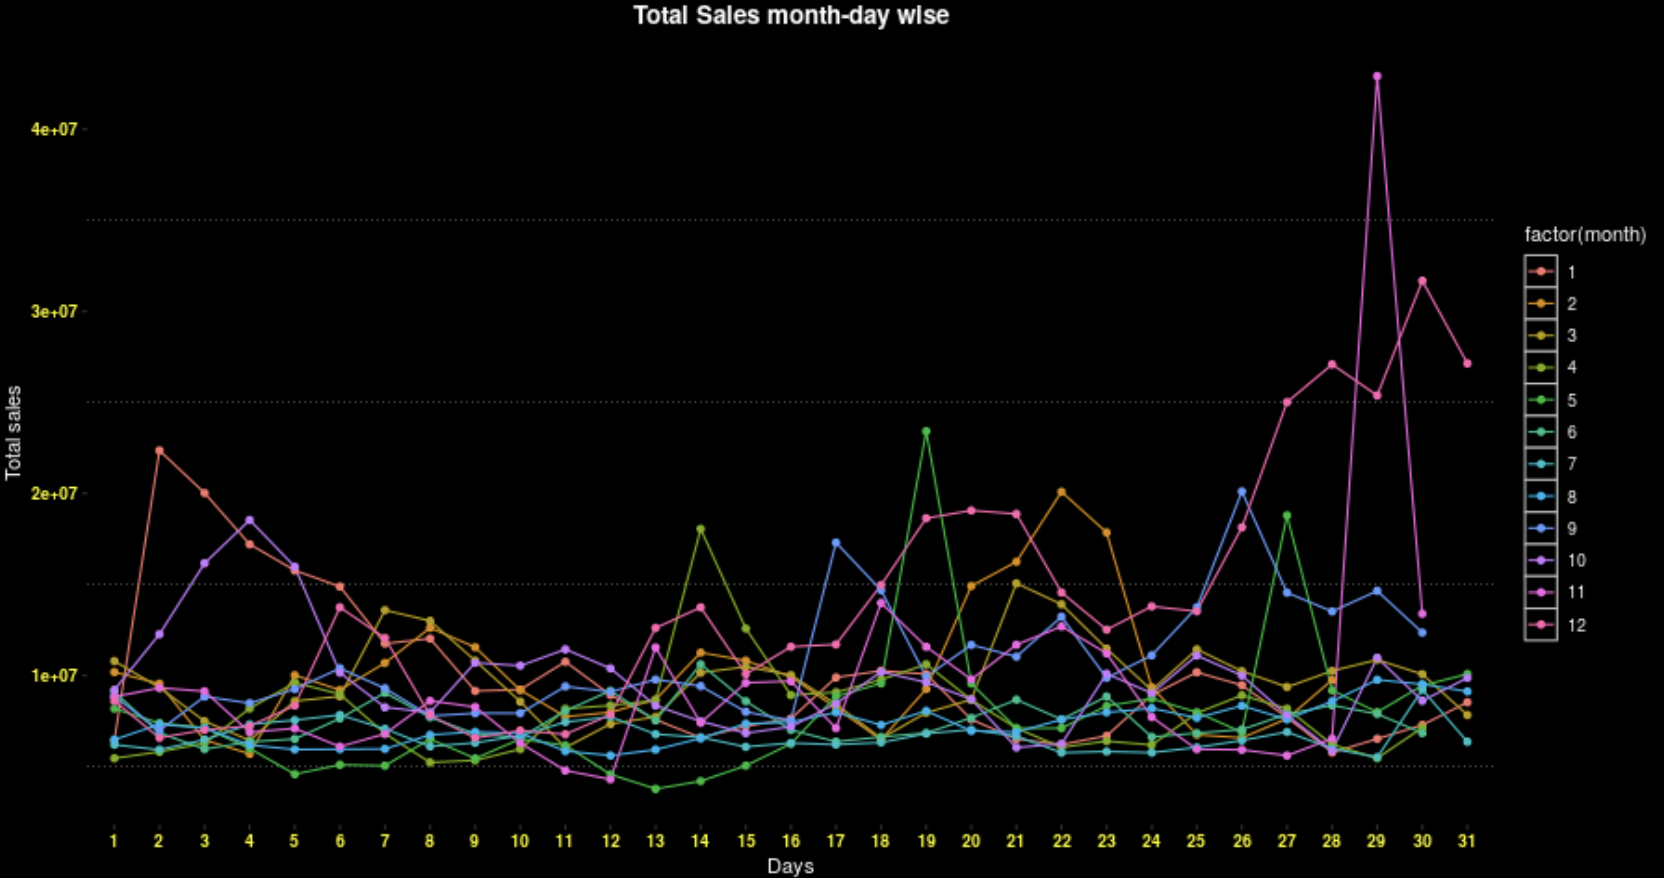 Total Sales month-day wise
4e+07
3e+07
2e+07
1e+07
Total sales
1 2 3 4 5 6 7 8 9 10 11 12 13 14 15 16 17 18 19 20 21 22 23 24 25 26 27 28 29 30 31
Days
factor(month)
1
2
3
4
5
6
7
8
9
10
11
12